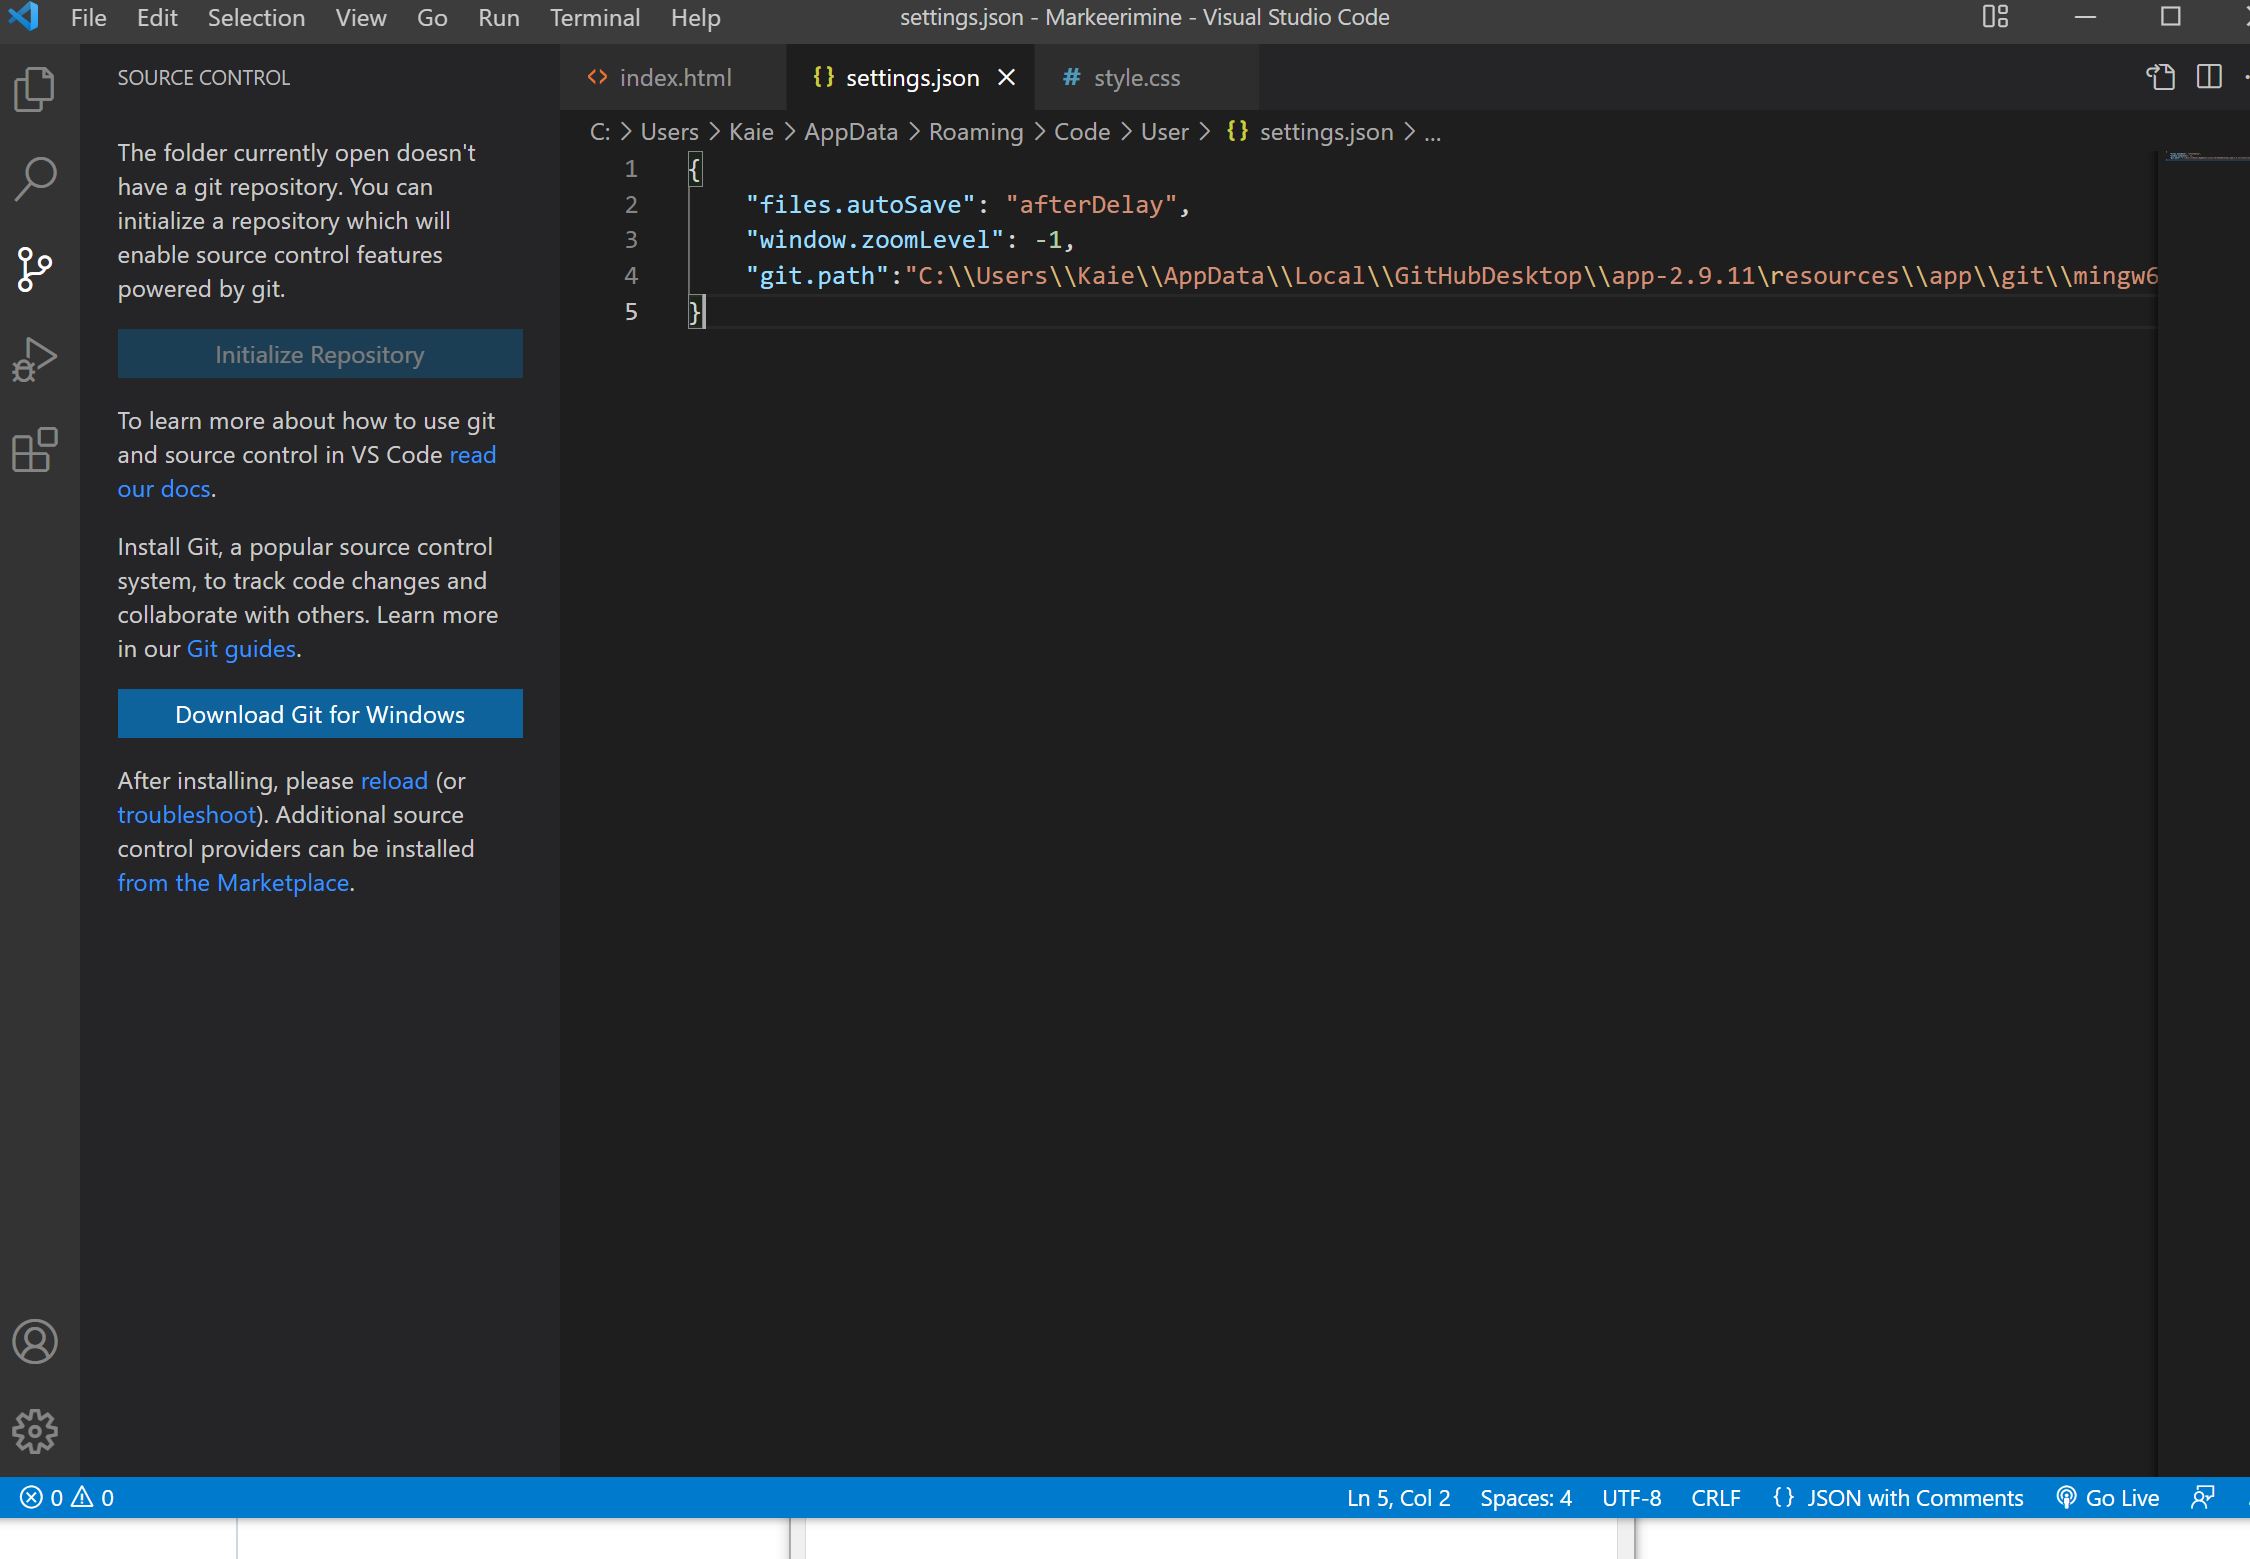 File Edit Selection View Go Run Terminal Help settings.json - Markeerimine - Visual Studio Code
SOURCE CONTROL
The folder currently open doesn't
have a git repository. You can
initialize a repository which will
enable source control features
powered by git.
Initialize Repository
To learn more about how to use git
and source control in VS Code read
our docs.
Install Git, a popular source control
system, to track code changes and
collaborate with others. Learn more
in our Git guides.
Download Git for Windows
After installing, please reload (or
troubleshoot). Additional source
control providers can be installed
from the Marketplace.
<> index.html {} settings.json # style.css
C: > Users > Kaie > AppData > Roaming > Code > User > {} settings.json > ...
1 {
2 "files.autoSave": "afterDelay",
3 "window.zoomLevel": -1,
4 "git.path":"C:\\Users\\Kaie\\AppData\\Local\\GitHubDesktop\\app-2.9.11\resources\\app\\git\\mingw6
5 }
0 0 Ln 5, Col 2 Spaces: 4 UTF-8 CRLF {} JSON with Comments Go Live